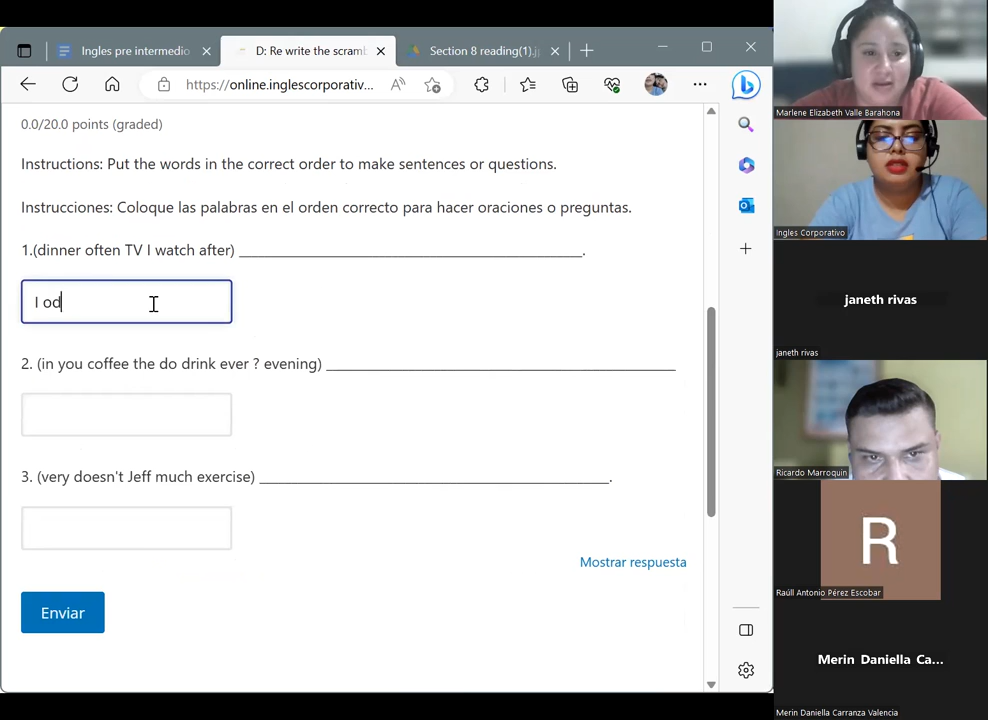 Ingles pre intermedio
D: Re write the scramb
Section 8 reading(1).j
https://online.inglescorporativ...
0.0/20.0 points (graded)
Instructions: Put the words in the correct order to make sentences or questions.
Instrucciones: Coloque las palabras en el orden correcto para hacer oraciones o preguntas.
1.(dinner often TV I watch after) ________________________________________.
I od
2. (in you coffee the do drink ever ? evening) ________________________________________
3. (very doesn't Jeff much exercise) ________________________________________.
Mostrar respuesta
Enviar
Marlene Elizabeth Valle Barahona
Ingles Corporativo
janeth rivas
janeth rivas
Ricardo Marroquin
R
Raúll Antonio Pérez Escobar
Merin Daniella Ca...
Merin Daniella Carranza Valencia